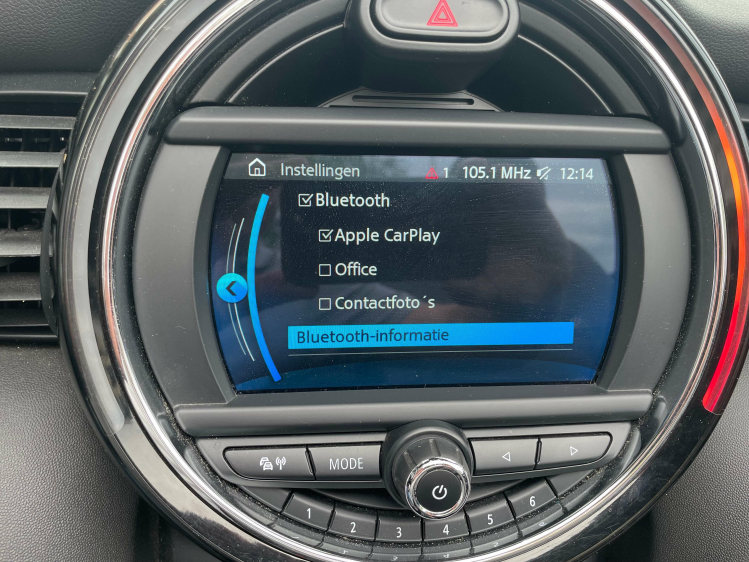 Instellingen 1 105.1 MHz 12:14
Bluetooth
Apple CarPlay
Office
Contactfoto´s
Bluetooth-informatie
MODE
1 2 3 4 5 6